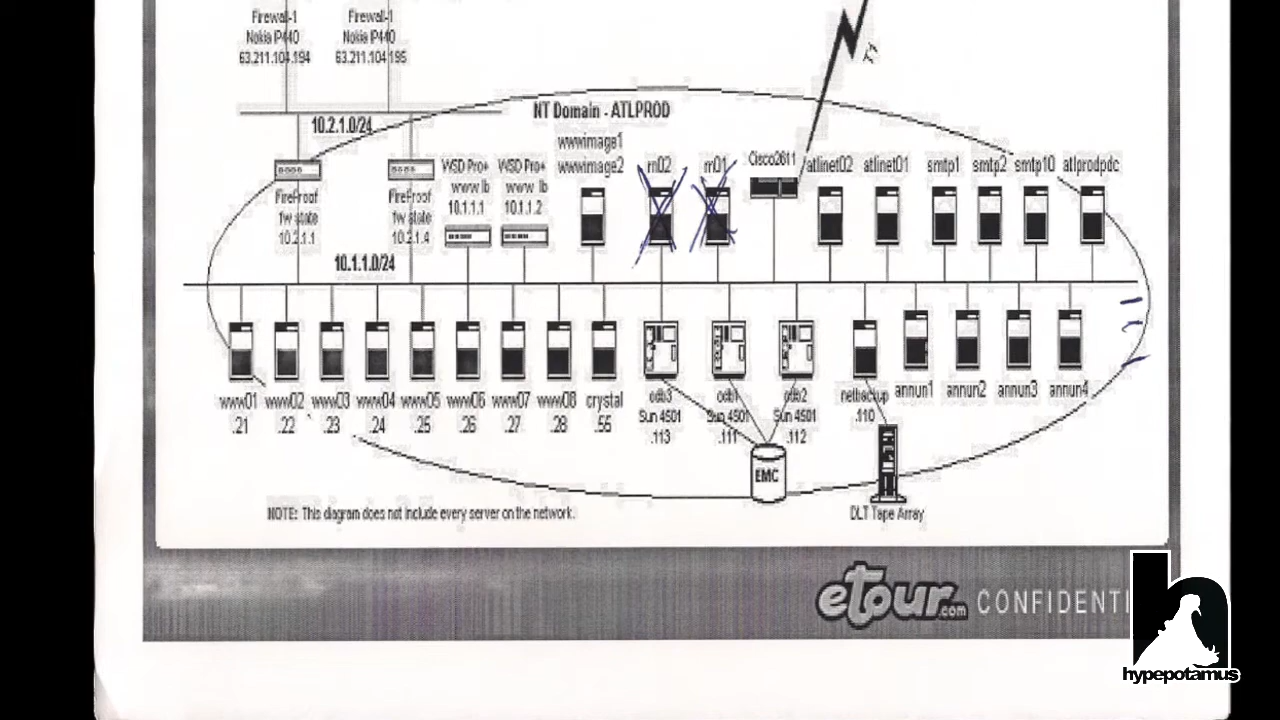 Firewall-1 Firewall-1
Nokia IP440 Nokia IP440
63.211.104.194 63.211.104.195
NT Domain - ATLPROD
10.2.1.0/24
wwwimage1
wwwimage2
m02
m01
Cisco2611
atlinet02
atlinet01
smtp1
smtp2
smtp10
atlprodpdc
FireProof
fw state
10.2.1.1
FireProof
fw state
10.2.1.4
WSD Pro+
www lb
10.1.1.1
WSD Pro+
www lb
10.1.1.2
10.1.1.0/24
www01
.21
www02
.22
www03
.23
www04
.24
www05
.25
www06
.26
www07
.27
www08
.28
crystal
.55
odb3
Sun 4501
.113
odb1
Sun 4501
.111
odb2
Sun 4501
.112
netbackup
.110
annun1
annun2
annun3
annun4
EMC
DLT Tape Array
NOTE: This diagram does not include every server on the network.
etour.com CONFIDENTI
h
hypepotamus